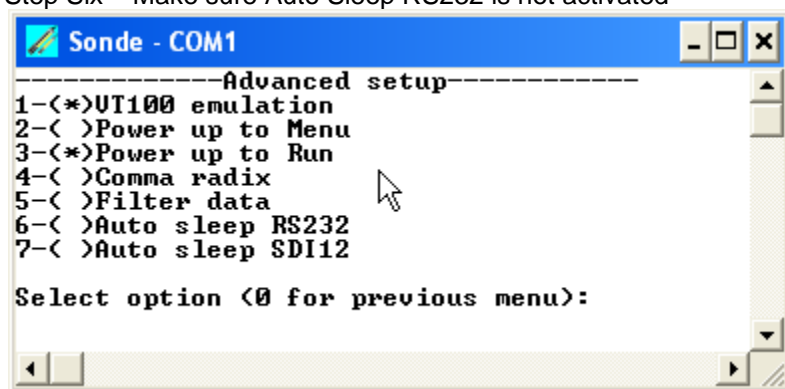 Step Six – Make sure Auto Sleep RS232 is not activated
Sonde - COM1
-------------Advanced setup------------
1-(*)VT100 emulation
2-( )Power up to Menu
3-(*)Power up to Run
4-( )Comma radix
5-( )Filter data
6-( )Auto sleep RS232
7-( )Auto sleep SDI12
Select option (0 for previous menu):